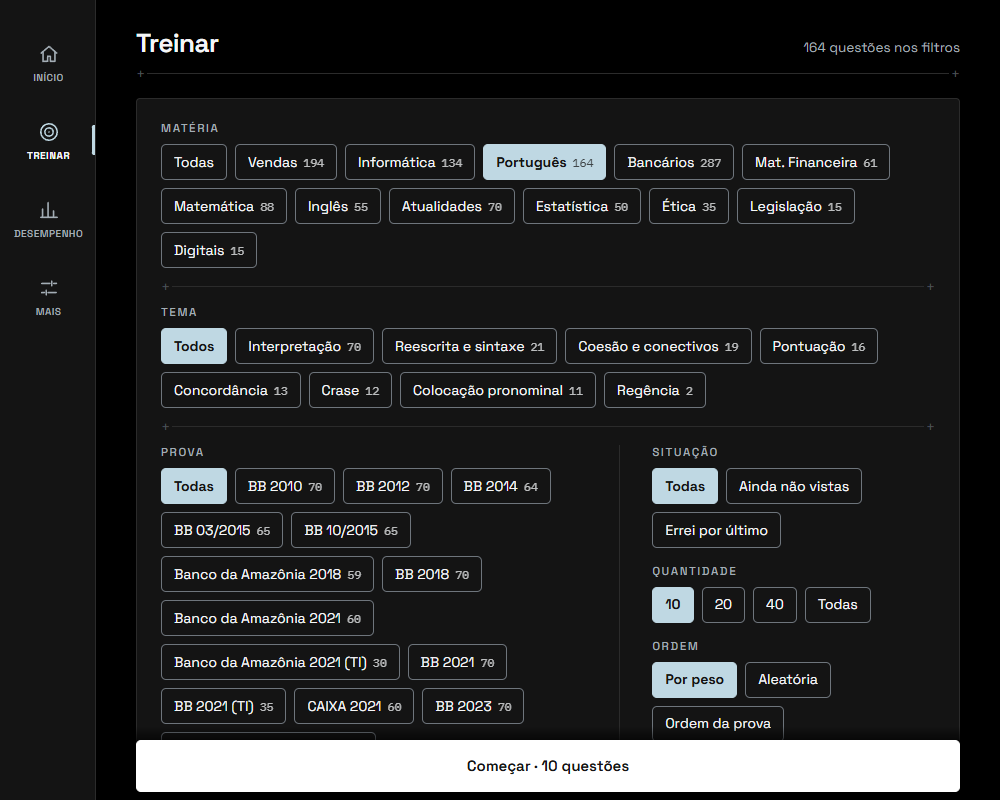 INÍCIO
TREINAR
DESEMPENHO
MAIS
Treinar
164 questões nos filtros
MATÉRIA
Todas Vendas 194 Informática 134 Português 164 Bancários 287 Mat. Financeira 61
Matemática 88 Inglês 55 Atualidades 70 Estatística 50 Ética 35 Legislação 15
Digitais 15
TEMA
Todos Interpretação 70 Reescrita e sintaxe 21 Coesão e conectivos 19 Pontuação 16
Concordância 13 Crase 12 Colocação pronominal 11 Regência 2
PROVA
Todas BB 2010 70 BB 2012 70 BB 2014 64
BB 03/2015 65 BB 10/2015 65
Banco da Amazônia 2018 59 BB 2018 70
Banco da Amazônia 2021 60
Banco da Amazônia 2021 (TI) 30 BB 2021 70
BB 2021 (TI) 35 CAIXA 2021 60 BB 2023 70
SITUAÇÃO
Todas Ainda não vistas
Errei por último
QUANTIDADE
10 20 40 Todas
ORDEM
Por peso Aleatória
Ordem da prova
Começar · 10 questões